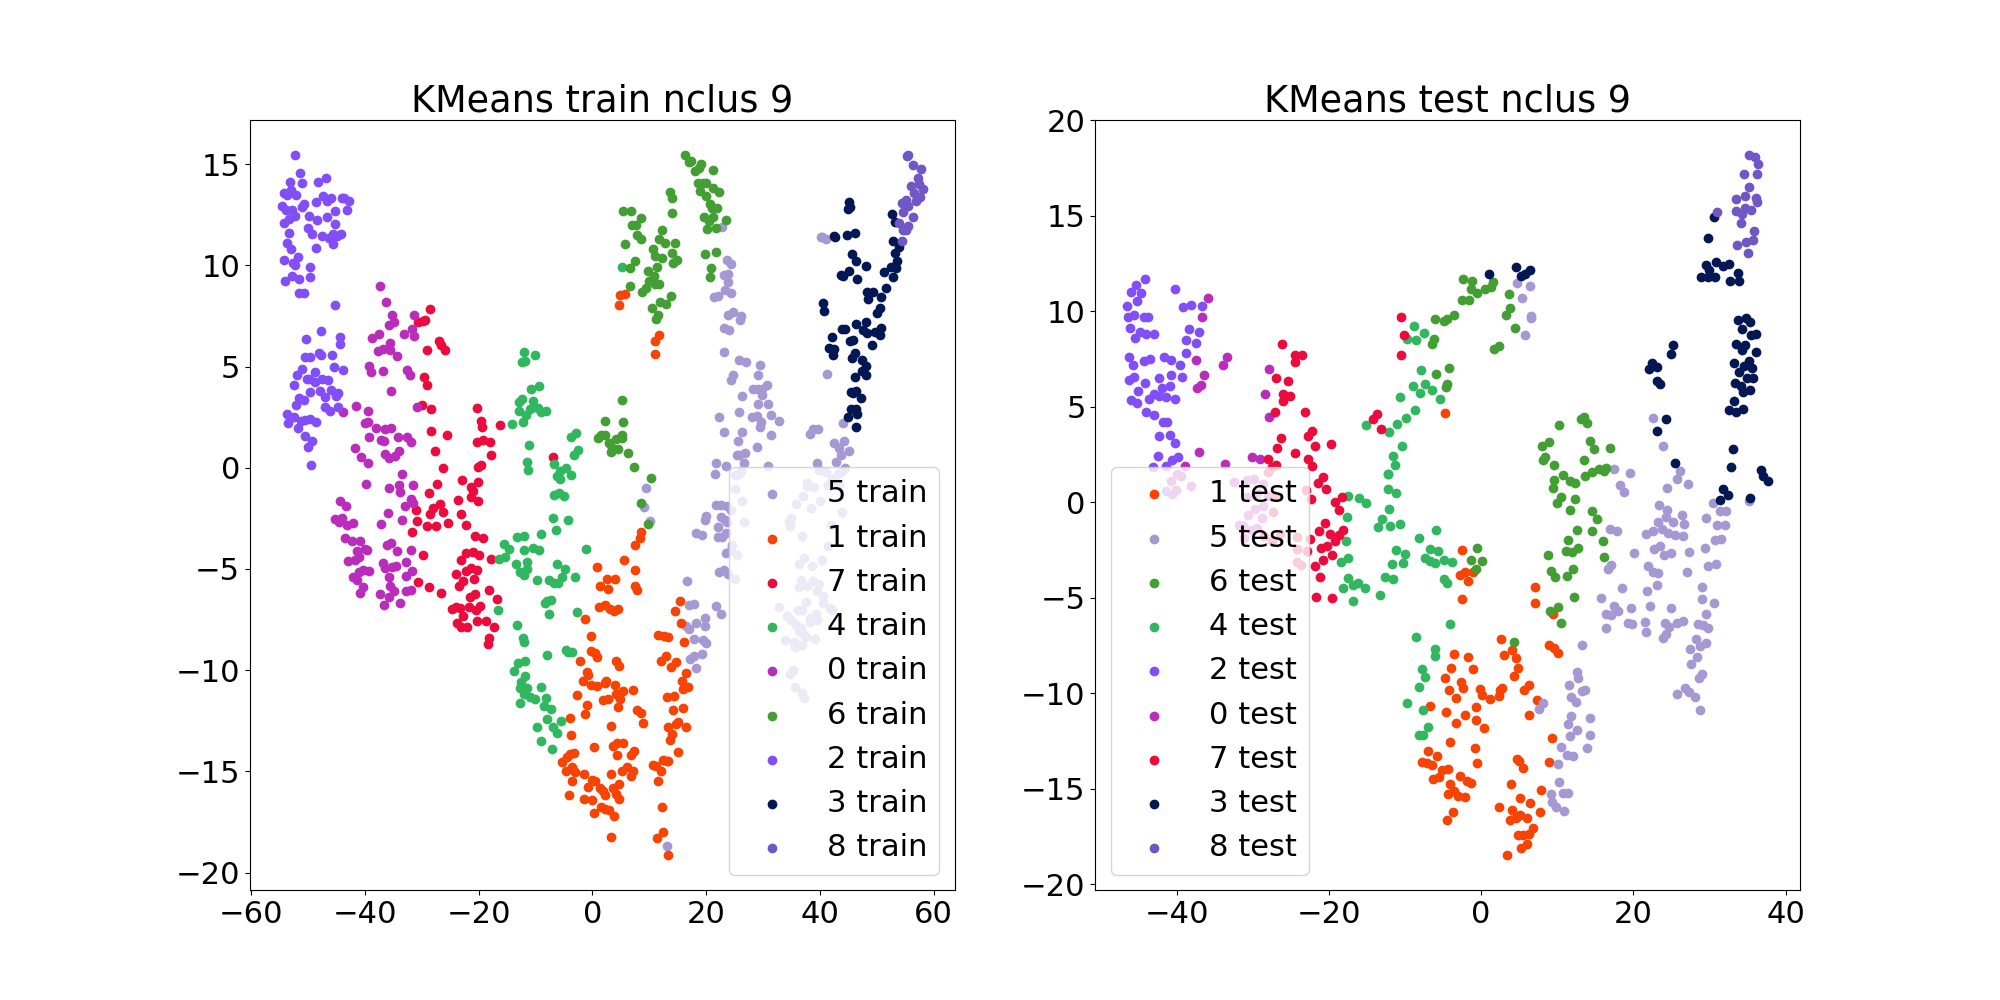 KMeans train nclus 9
15
10
5
0
−5
−10
−15
−20
−60 −40 −20 0 20 40 60
5 train
1 train
7 train
4 train
0 train
6 train
2 train
3 train
8 train
KMeans test nclus 9
20
15
10
5
0
−5
−10
−15
−20
−40 −20 0 20 40
1 test
5 test
6 test
4 test
2 test
0 test
7 test
3 test
8 test